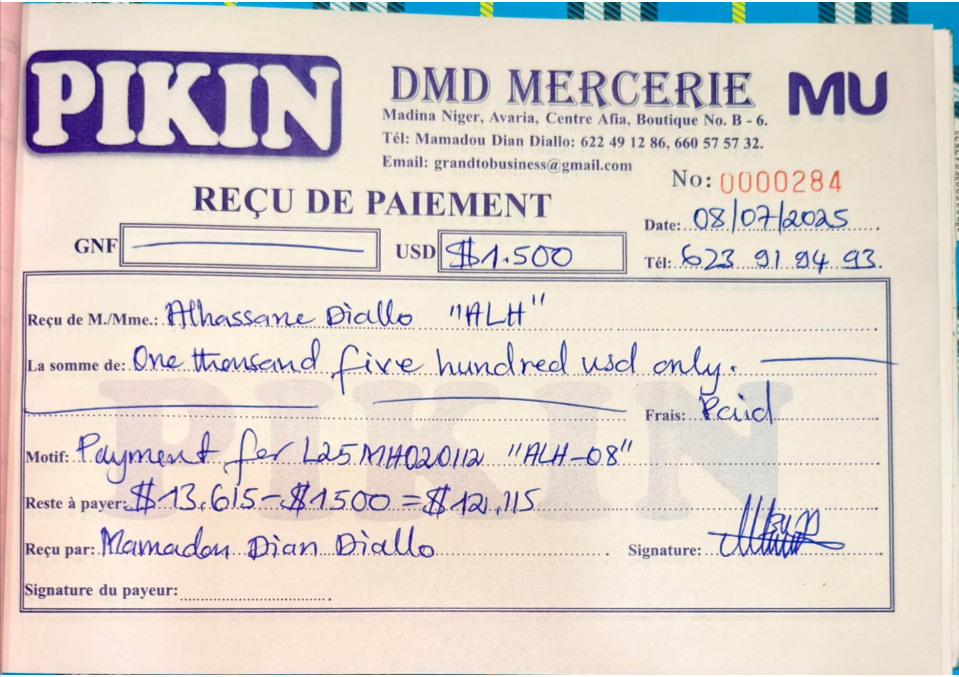 PIKIN
DMD MERCERIE
MU
Madina Niger, Avaria, Centre Afia, Boutique No. B - 6.
Tél: Mamadou Dian Diallo: 622 49 12 86, 660 57 57 32.
Email: grandtobusiness@gmail.com
No: 0000284
REÇU DE PAIEMENT
Date: 08/07/2025
GNF
USD $1.500
Tél: 623 91 94 93.
Reçu de M./Mme.: Alhassane Diallo "ALH"
La somme de: One thousand five hundred usd only.
Frais: Paid
Motif: Payment for L25MH020112 "ALH-08"
Reste à payer: $13.615-$1500 = $12,115
Reçu par: Mamadou Dian Diallo
Signature:
Signature du payeur:
PIKIN